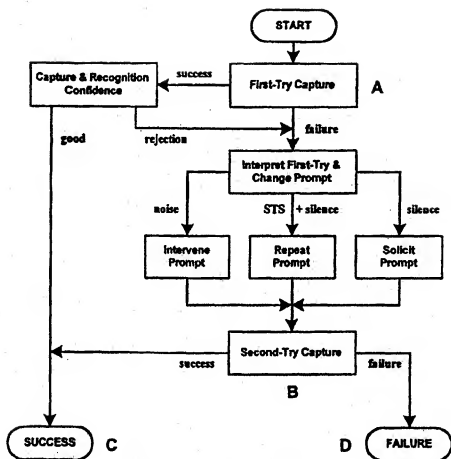 START
Capture & Recognition
Confidence
success
First-Try Capture
A
good
rejection
failure
Interpret First-Try &
Change Prompt
noise
STS + silence
silence
Intervene
Prompt
Repeat
Prompt
Solicit
Prompt
Second-Try Capture
success
failure
B
SUCCESS
C
D
FAILURE